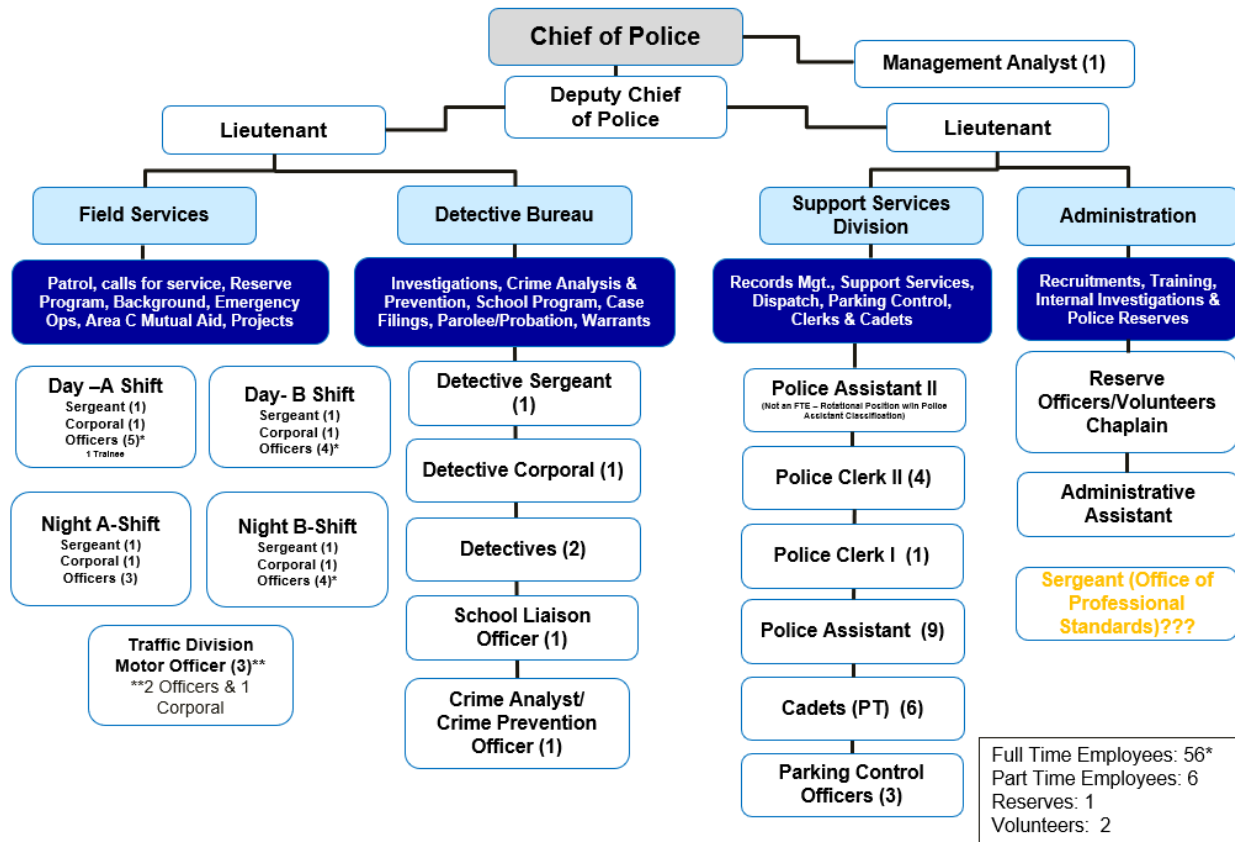 Chief of Police
Management Analyst (1)
Deputy Chief
of Police
Lieutenant
Lieutenant
Field Services
Detective Bureau
Support Services
Division
Administration
Patrol, calls for service, Reserve
Program, Background, Emergency
Ops, Area C Mutual Aid, Projects
Investigations, Crime Analysis &
Prevention, School Program, Case
Filings, Parolee/Probation, Warrants
Records Mgt., Support Services,
Dispatch, Parking Control,
Clerks & Cadets
Recruitments, Training,
Internal Investigations &
Police Reserves
Day –A Shift
Sergeant (1)
Corporal (1)
Officers (5)*
1 Trainee
Day- B Shift
Sergeant (1)
Corporal (1)
Officers (4)*
Night A-Shift
Sergeant (1)
Corporal (1)
Officers (3)
Night B-Shift
Sergeant (1)
Corporal (1)
Officers (4)*
Traffic Division
Motor Officer (3)**
**2 Officers & 1
Corporal
Detective Sergeant
(1)
Detective Corporal (1)
Detectives (2)
School Liaison
Officer (1)
Crime Analyst/
Crime Prevention
Officer (1)
Police Assistant II
(Not an FTE – Rotational Position w/in Police
Assistant Classification)
Police Clerk II (4)
Police Clerk I (1)
Police Assistant (9)
Cadets (PT) (6)
Parking Control
Officers (3)
Reserve
Officers/Volunteers
Chaplain
Administrative
Assistant
Sergeant (Office of
Professional
Standards)???
Full Time Employees: 56*
Part Time Employees: 6
Reserves: 1
Volunteers: 2